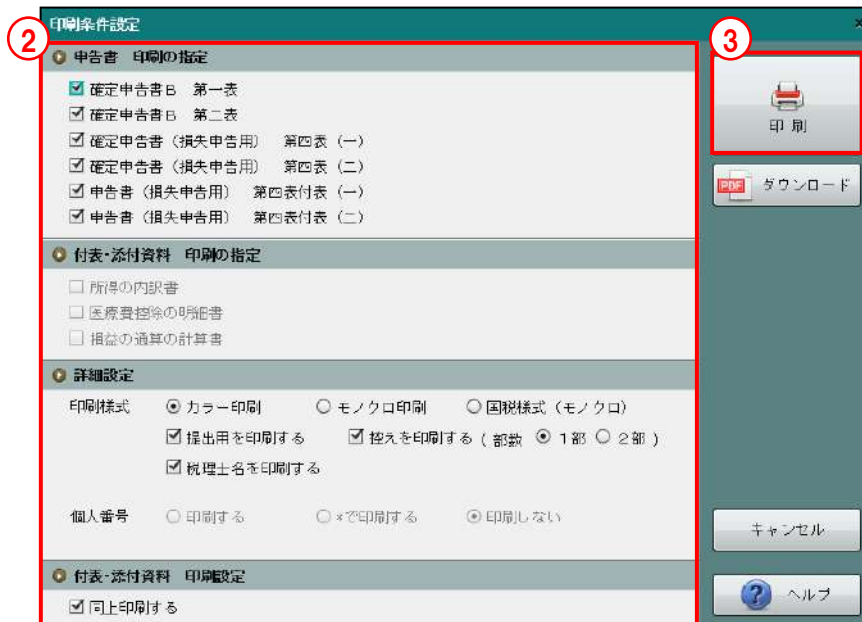 印刷条件設定
×
②
③
申告書 印刷の指定
確定申告書B 第一表
確定申告書B 第二表
確定申告書(損失申告用) 第四表(一)
確定申告書(損失申告用) 第四表(二)
申告書(損失申告用) 第四表付表(一)
申告書(損失申告用) 第四表付表(二)
付表・添付資料 印刷の指定
所得の内訳書
医療費控除の明細書
損益の通算の計算書
詳細設定
印刷様式 カラー印刷 モノクロ印刷 国税様式(モノクロ)
提出用を印刷する 控えを印刷する(部数 1部 2部)
税理士名を印刷する
個人番号 印刷する *で印刷する 印刷しない
付表・添付資料 印刷設定
同上印刷する
印刷
PDF ダウンロード
キャンセル
? ヘルプ